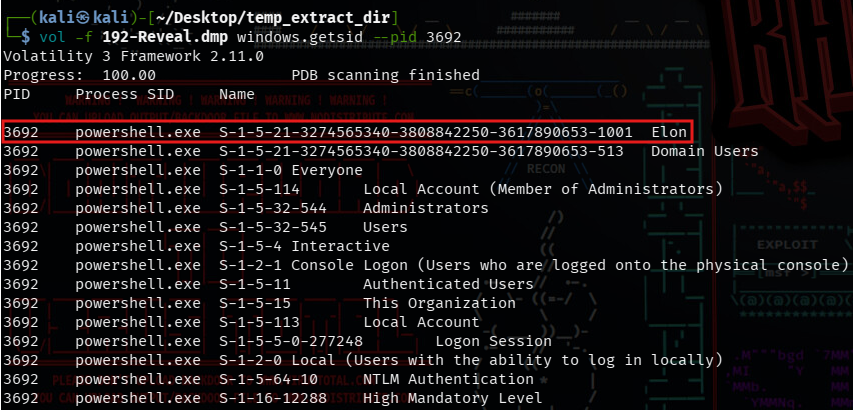 ┌──(kali㉿kali)-[~/Desktop/temp_extract_dir]
└─$ vol -f 192-Reveal.dmp windows.getsid --pid 3692
Volatility 3 Framework 2.11.0
Progress:  100.00               PDB scanning finished
PID     Process SID     Name
3692    powershell.exe  S-1-5-21-3274565340-3808842250-3617890653-1001  Elon
3692    powershell.exe  S-1-5-21-3274565340-3808842250-3617890653-513   Domain Users
3692    powershell.exe  S-1-1-0 Everyone
3692    powershell.exe  S-1-5-114       Local Account (Member of Administrators)
3692    powershell.exe  S-1-5-32-544    Administrators
3692    powershell.exe  S-1-5-32-545    Users
3692    powershell.exe  S-1-5-4 Interactive
3692    powershell.exe  S-1-2-1 Console Logon (Users who are logged onto the physical console)
3692    powershell.exe  S-1-5-11        Authenticated Users
3692    powershell.exe  S-1-5-15        This Organization
3692    powershell.exe  S-1-5-113       Local Account
3692    powershell.exe  S-1-5-5-0-277248        Logon Session
3692    powershell.exe  S-1-2-0 Local (Users with the ability to log in locally)
3692    powershell.exe  S-1-5-64-10     NTLM Authentication
3692    powershell.exe  S-1-16-12288    High Mandatory Level
RECON
EXPLOIT